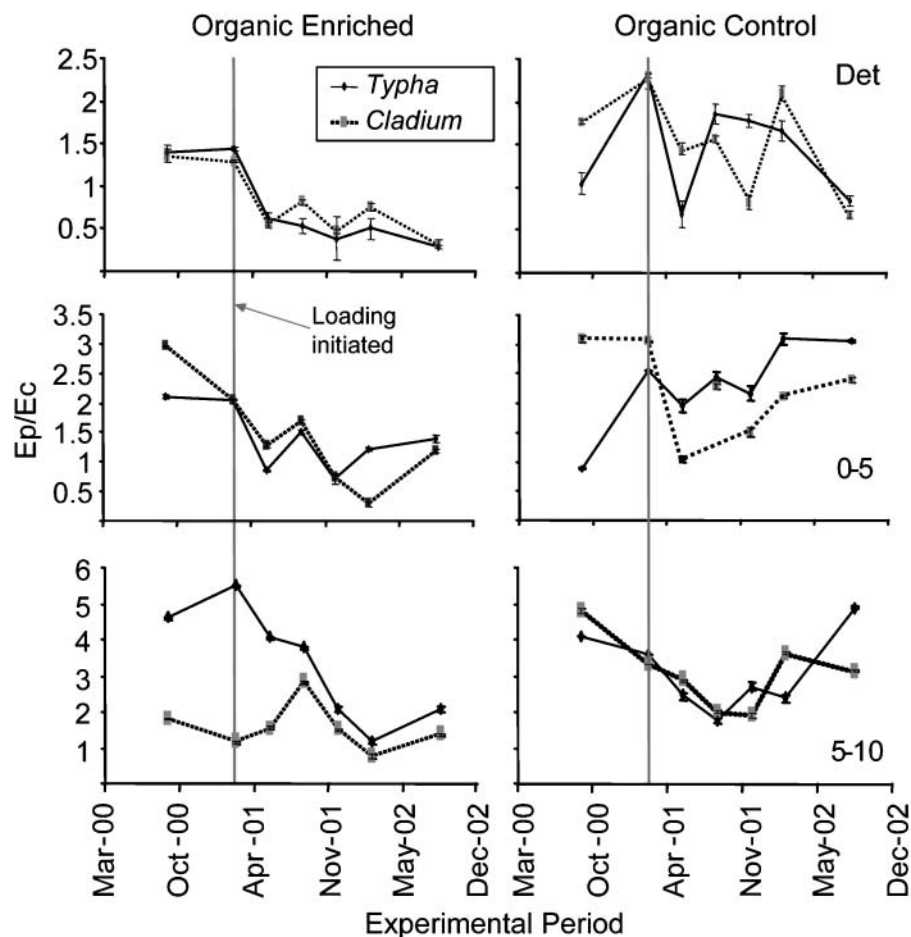 Organic Enriched
Organic Control
2.5
2
1.5
1
0.5
Typha
Cladium
Det
3.5
3
2.5
2
1.5
1
0.5
Ep/Ec
Loading
initiated
0-5
6
5
4
3
2
1
5-10
Mar-00
Oct -00
Apr-01
Nov-01
May-02
Dec-02
Mar-00
Oct -00
Apr-01
Nov-01
May-02
Dec-02
Experimental Period